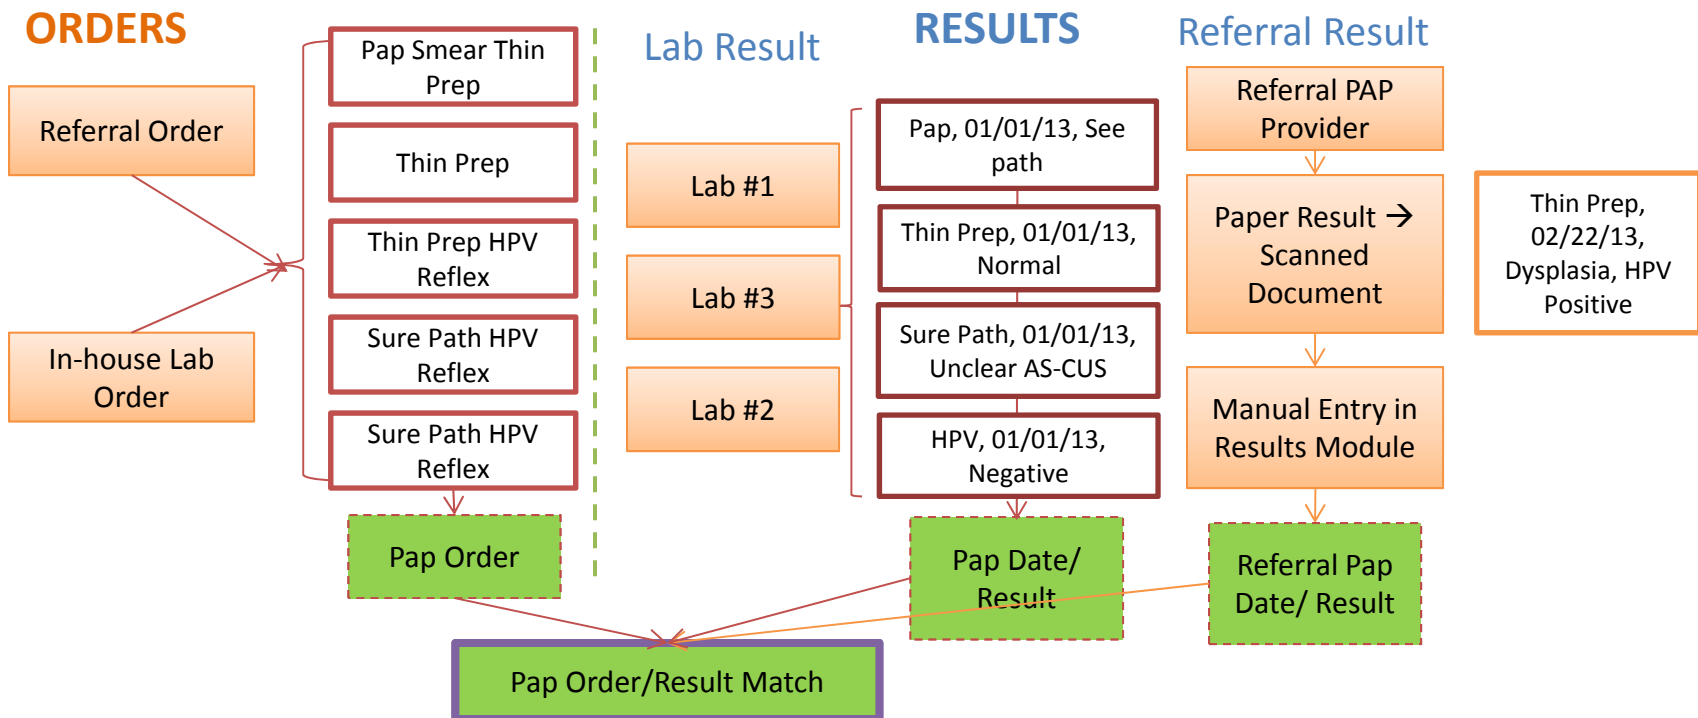 ORDERS
Referral Order
In-house Lab
Order
Pap Smear Thin
Prep
Thin Prep
Thin Prep HPV
Reflex
Sure Path HPV
Reflex
Sure Path HPV
Reflex
Pap Order
RESULTS
Lab Result
Lab #1
Lab #3
Lab #2
Pap, 01/01/13, See
path
Thin Prep, 01/01/13,
Normal
Sure Path, 01/01/13,
Unclear AS-CUS
HPV, 01/01/13,
Negative
Pap Date/
Result
Referral Result
Referral PAP
Provider
Paper Result →
Scanned
Document
Manual Entry in
Results Module
Referral Pap
Date/ Result
Thin Prep,
02/22/13,
Dysplasia, HPV
Positive
Pap Order/Result Match